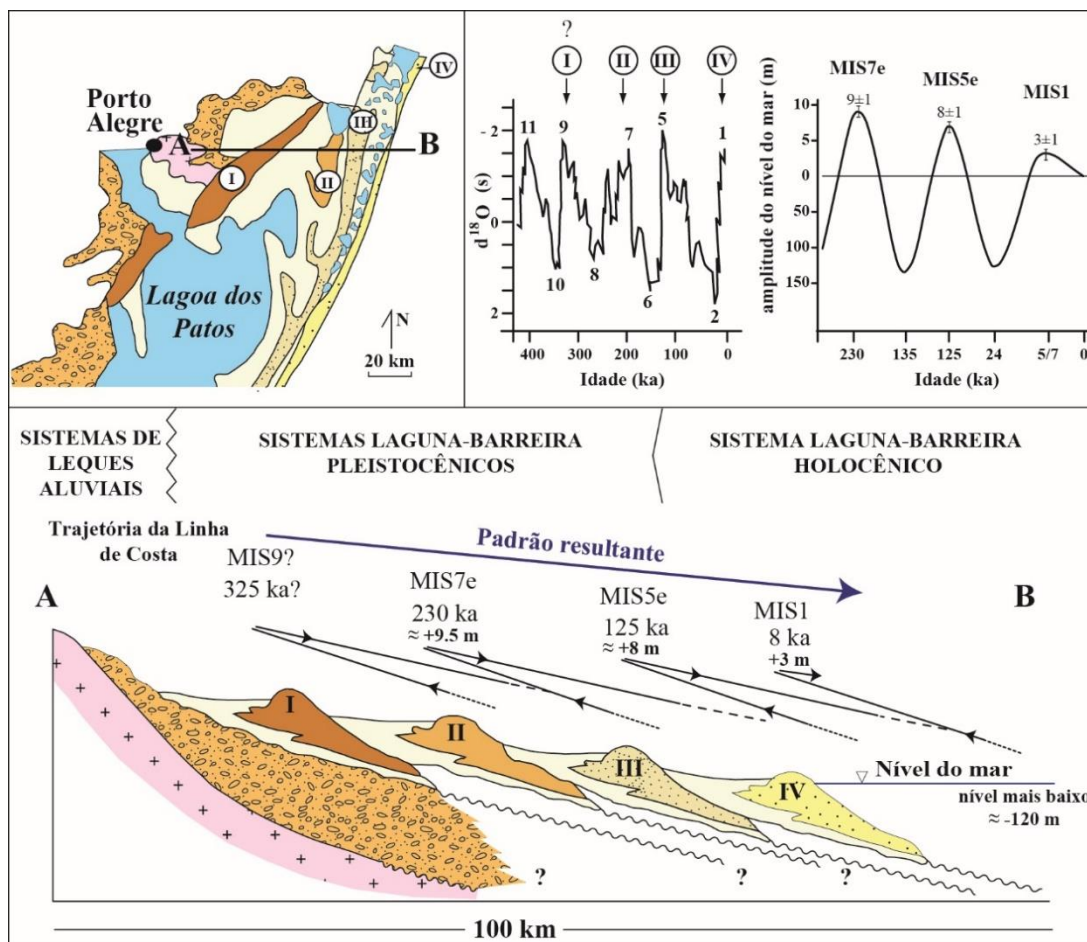 Porto
Alegre
A
B
I
II
III
IV
Lagoa dos
Patos
N
20 km
?
I
II
III
IV
-2
0
2
d¹⁸O (s)
11
9
7
5
1
10
8
6
2
400
300
200
100
0
Idade (ka)
amplitude do nível do mar (m)
10
5
0
50
100
150
MIS7e
9±1
MIS5e
8±1
MIS1
3±1
230
135
125
24
5/7
0
Idade (ka)
SISTEMAS DE
LEQUES
ALUVIAIS
SISTEMAS LAGUNA-BARREIRA
PLEISTOCÊNICOS
SISTEMA LAGUNA-BARREIRA
HOLOCÊNICO
Trajetória da Linha
de Costa
Padrão resultante
MIS9?
325 ka?
MIS7e
230 ka
≈ +9.5 m
MIS5e
125 ka
≈ +8 m
MIS1
8 ka
+3 m
A
B
I
II
III
IV
Nível do mar
nível mais baixo
≈ -120 m
?
?
?
100 km